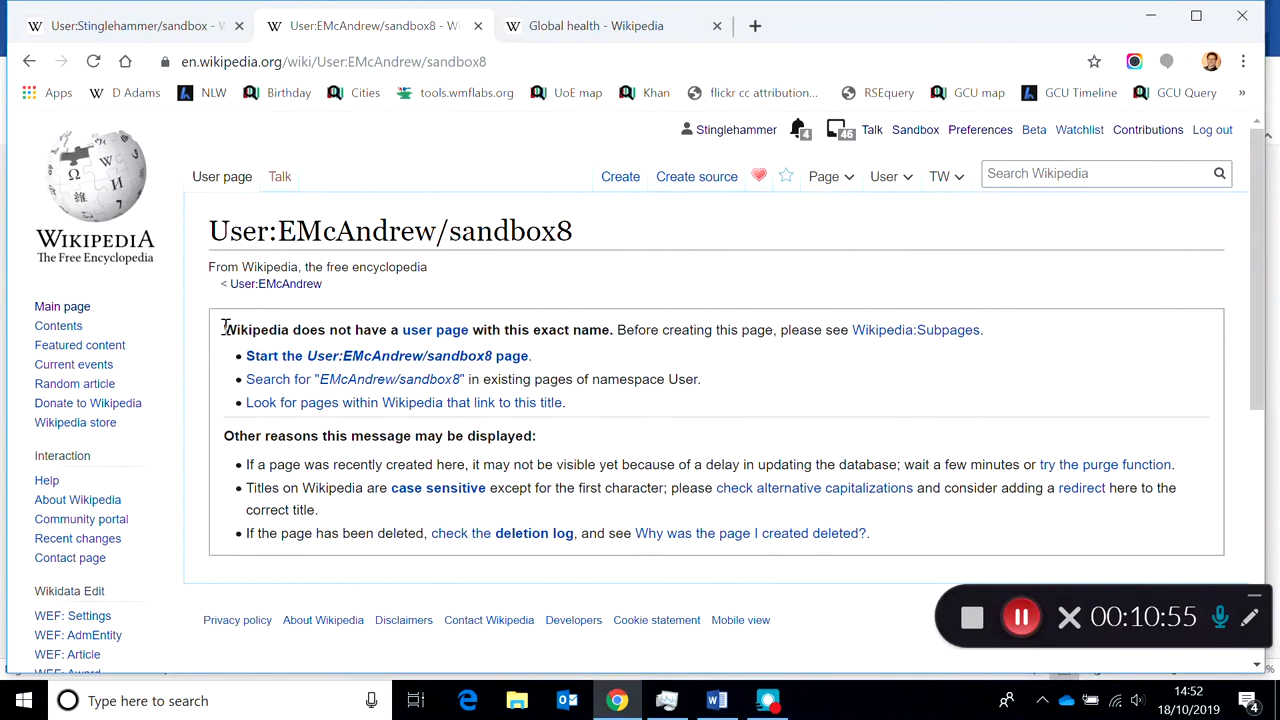 User:Stinglehammer/sandbox - W
User:EMcAndrew/sandbox8 - Wi
Global health - Wikipedia
en.wikipedia.org/wiki/User:EMcAndrew/sandbox8
Apps
D Adams
NLW
Birthday
Cities
tools.wmflabs.org
UoE map
Khan
flickr cc attribution...
RSEquery
GCU map
GCU Timeline
GCU Query
»
Stinglehammer 4 46 Talk Sandbox Preferences Beta Watchlist Contributions Log out
User page Talk Create Create source Page User TW Search Wikipedia
WIKIPEDIA
The Free Encyclopedia
Main page
Contents
Featured content
Current events
Random article
Donate to Wikipedia
Wikipedia store
Interaction
Help
About Wikipedia
Community portal
Recent changes
Contact page
Wikidata Edit
WEF: Settings
WEF: AdmEntity
WEF: Article
WEF: Award
User:EMcAndrew/sandbox8
From Wikipedia, the free encyclopedia
< User:EMcAndrew
Wikipedia does not have a user page with this exact name. Before creating this page, please see Wikipedia:Subpages.
• Start the User:EMcAndrew/sandbox8 page.
• Search for "EMcAndrew/sandbox8" in existing pages of namespace User.
• Look for pages within Wikipedia that link to this title.
Other reasons this message may be displayed:
• If a page was recently created here, it may not be visible yet because of a delay in updating the database; wait a few minutes or try the purge function.
• Titles on Wikipedia are case sensitive except for the first character; please check alternative capitalizations and consider adding a redirect here to the
correct title.
• If the page has been deleted, check the deletion log, and see Why was the page I created deleted?.
Privacy policy About Wikipedia Disclaimers Contact Wikipedia Developers Cookie statement Mobile view
00:10:55
Type here to search
14:52
18/10/2019
4